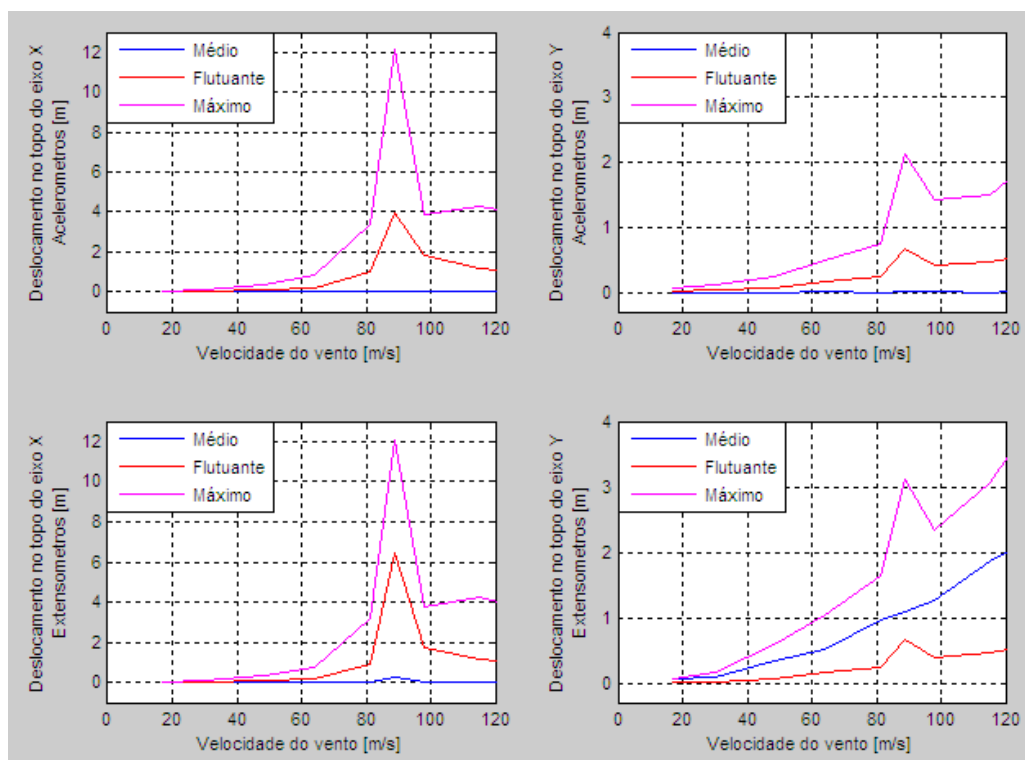 Deslocamento no topo do eixo X
Acelerometros [m]
12
10
8
6
4
2
0
Médio
Flutuante
Máximo
0 20 40 60 80 100 120
Velocidade do vento [m/s]
Deslocamento no topo do eixo Y
Acelerometros [m]
4
3
2
1
0
Médio
Flutuante
Máximo
0 20 40 60 80 100 120
Velocidade do vento [m/s]
Deslocamento no topo do eixo X
Extensometros [m]
12
10
8
6
4
2
0
Médio
Flutuante
Máximo
0 20 40 60 80 100 120
Velocidade do vento [m/s]
Deslocamento no topo do eixo Y
Extensometros [m]
4
3
2
1
0
Médio
Flutuante
Máximo
0 20 40 60 80 100 120
Velocidade do vento [m/s]